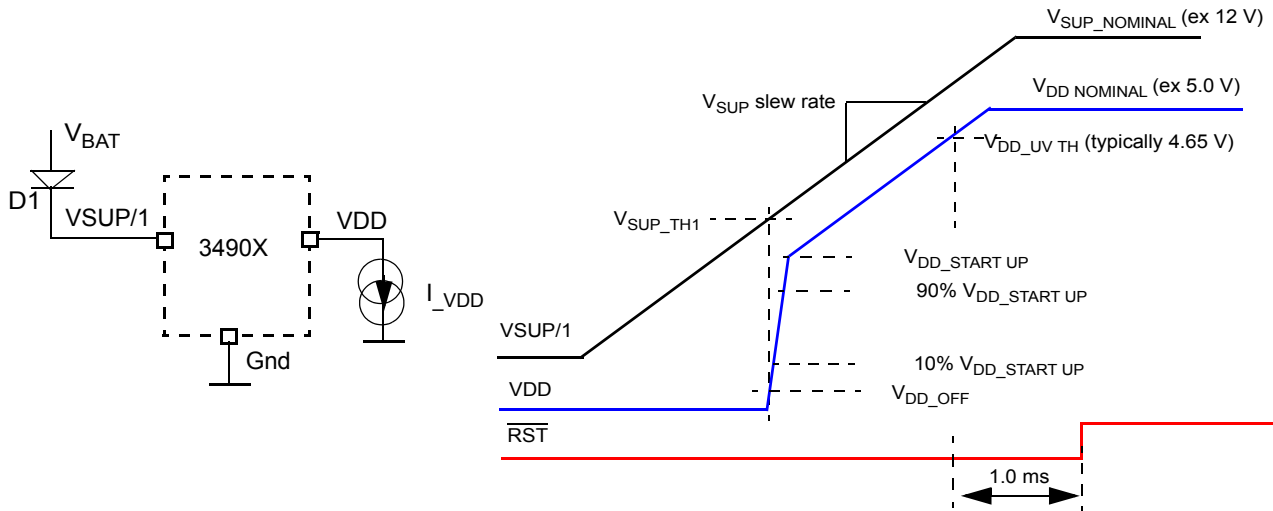 V_BAT
D1
VSUP/1
3490X
VDD
I_VDD
Gnd
V_SUP_NOMINAL (ex 12 V)
V_SUP slew rate
V_DD NOMINAL (ex 5.0 V)
V_DD_UV TH (typically 4.65 V)
V_SUP_TH1
V_DD_START UP
90% V_DD_START UP
VSUP/1
10% V_DD_START UP
VDD
V_DD_OFF
RST
1.0 ms